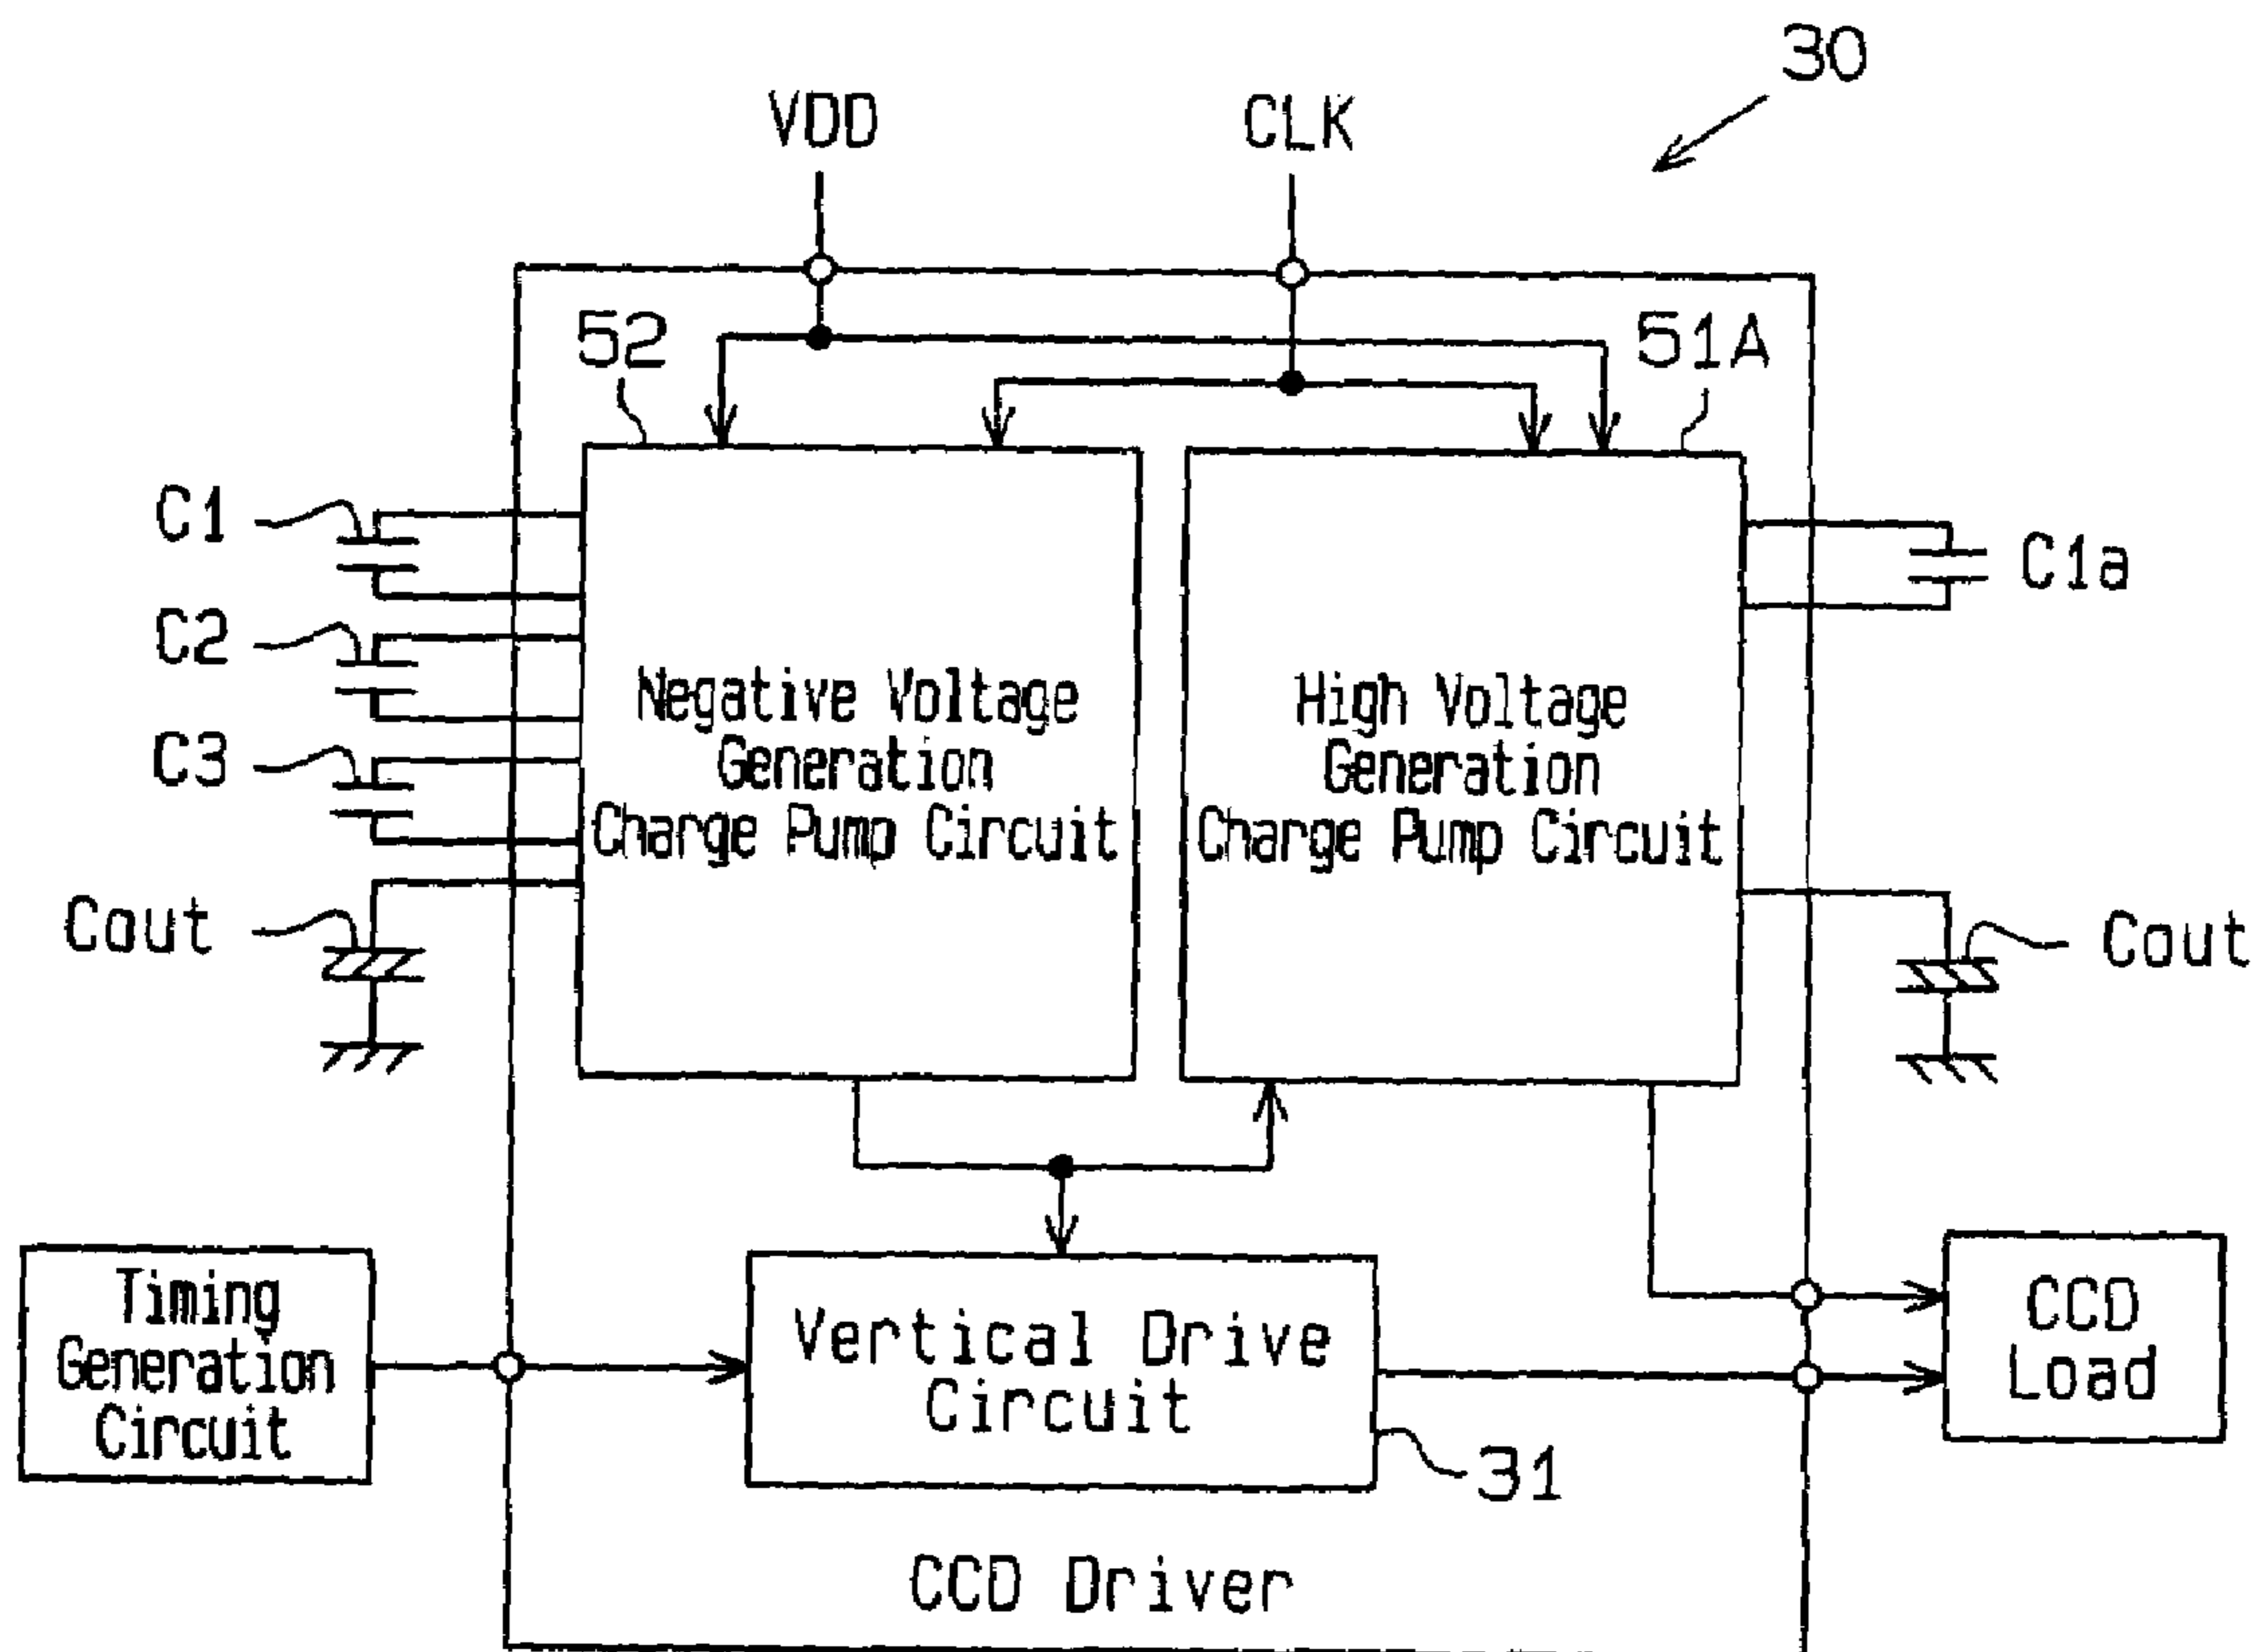 30
VDD
CLK
52
51A
C1
C2
C3
Cout
Negative Voltage
Generation
Charge Pump Circuit
High Voltage
Generation
Charge Pump Circuit
C1a
Cout
Timing
Generation
Circuit
Vertical Drive
Circuit
31
CCD
Load
CCD Driver